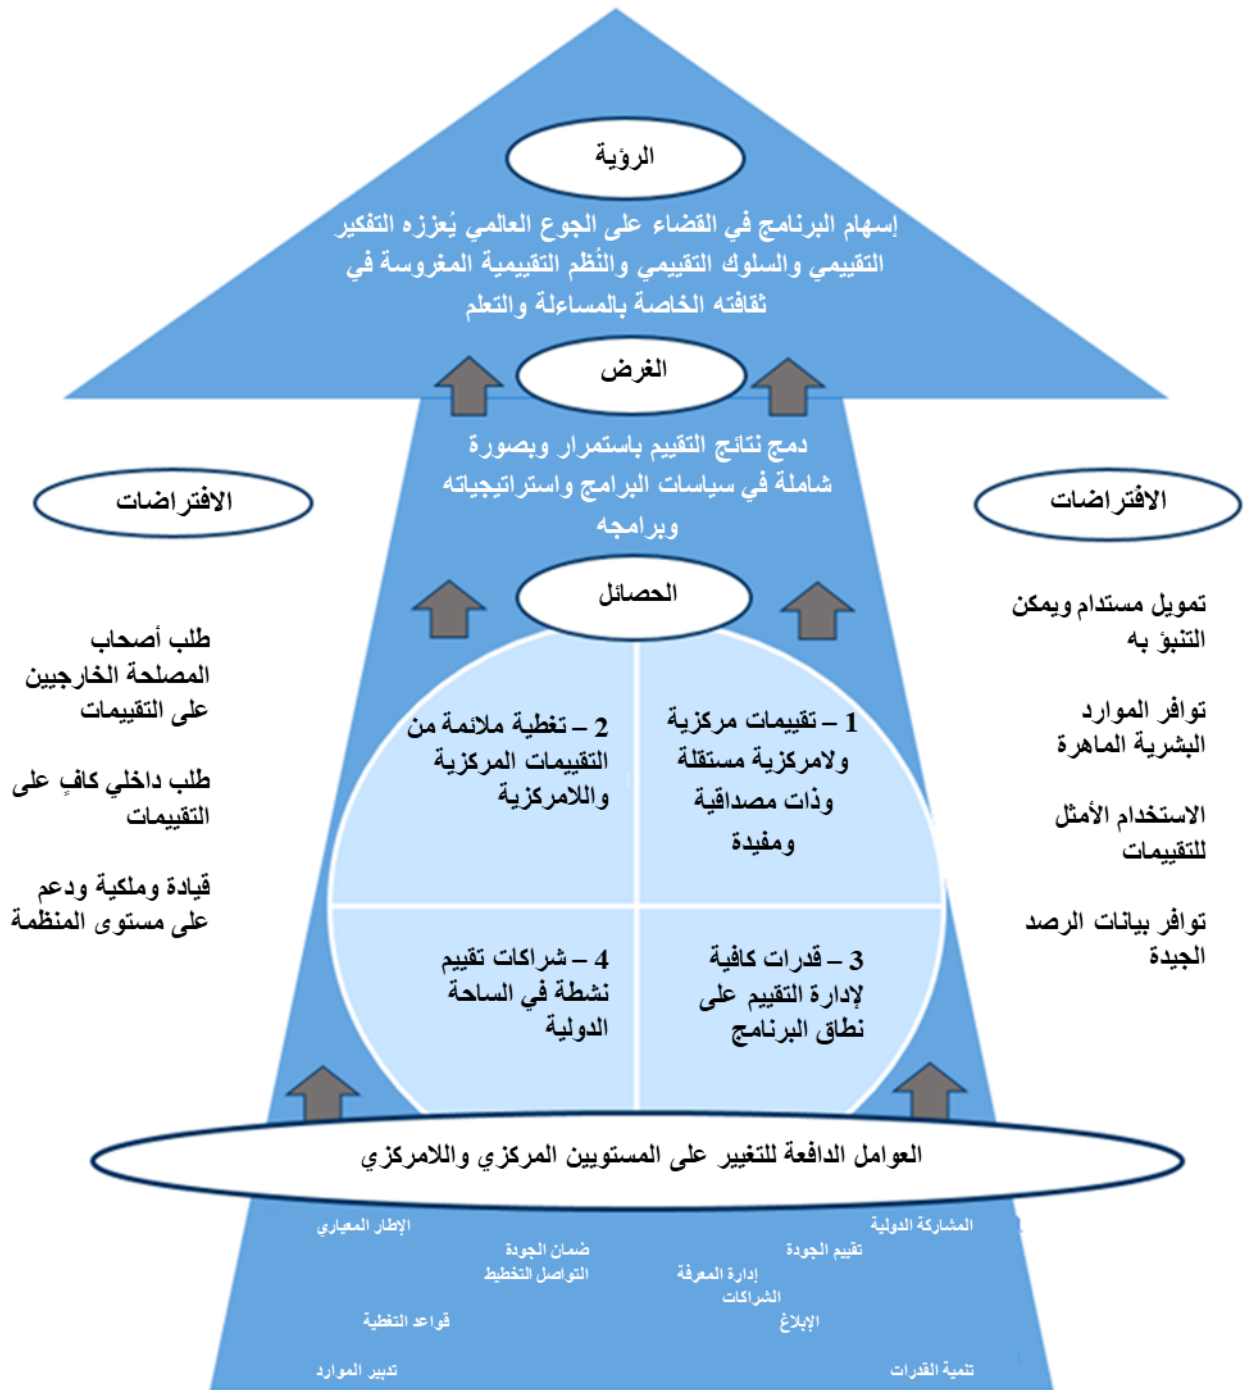 الرؤية
إسهام البرنامج في القضاء على الجوع العالمي يُعززه التفكير
التقييمي والسلوك التقييمي والنُظم التقييمية المغروسة في
ثقافته الخاصة بالمساءلة والتعلم
الغرض
دمج نتائج التقييم باستمرار وبصورة
شاملة في سياسات البرامج واستراتيجياته
وبرامجه
الافتراضات
تمويل مستدام ويمكن
التنبؤ به
توافر الموارد
البشرية الماهرة
الاستخدام الأمثل
للتقييمات
توافر بيانات الرصد
الجيدة
الافتراضات
طلب أصحاب
المصلحة الخارجيين
على التقييمات
طلب داخلي كافٍ على
التقييمات
قيادة وملكية ودعم
على مستوى المنظمة
الحصائل
1 – تقييمات مركزية
ولامركزية مستقلة
وذات مصداقية
ومفيدة
2 – تغطية ملائمة من
التقييمات المركزية
واللامركزية
3 – قدرات كافية
لإدارة التقييم على
نطاق البرنامج
4 – شراكات تقييم
نشطة في الساحة
الدولية
العوامل الدافعة للتغيير على المستويين المركزي واللامركزي
المشاركة الدولية
الإطار المعياري
تقييم الجودة
ضمان الجودة
إدارة المعرفة
التواصل التخطيط
الشراكات
الإبلاغ
قواعد التغطية
تنمية القدرات
تدبير الموارد